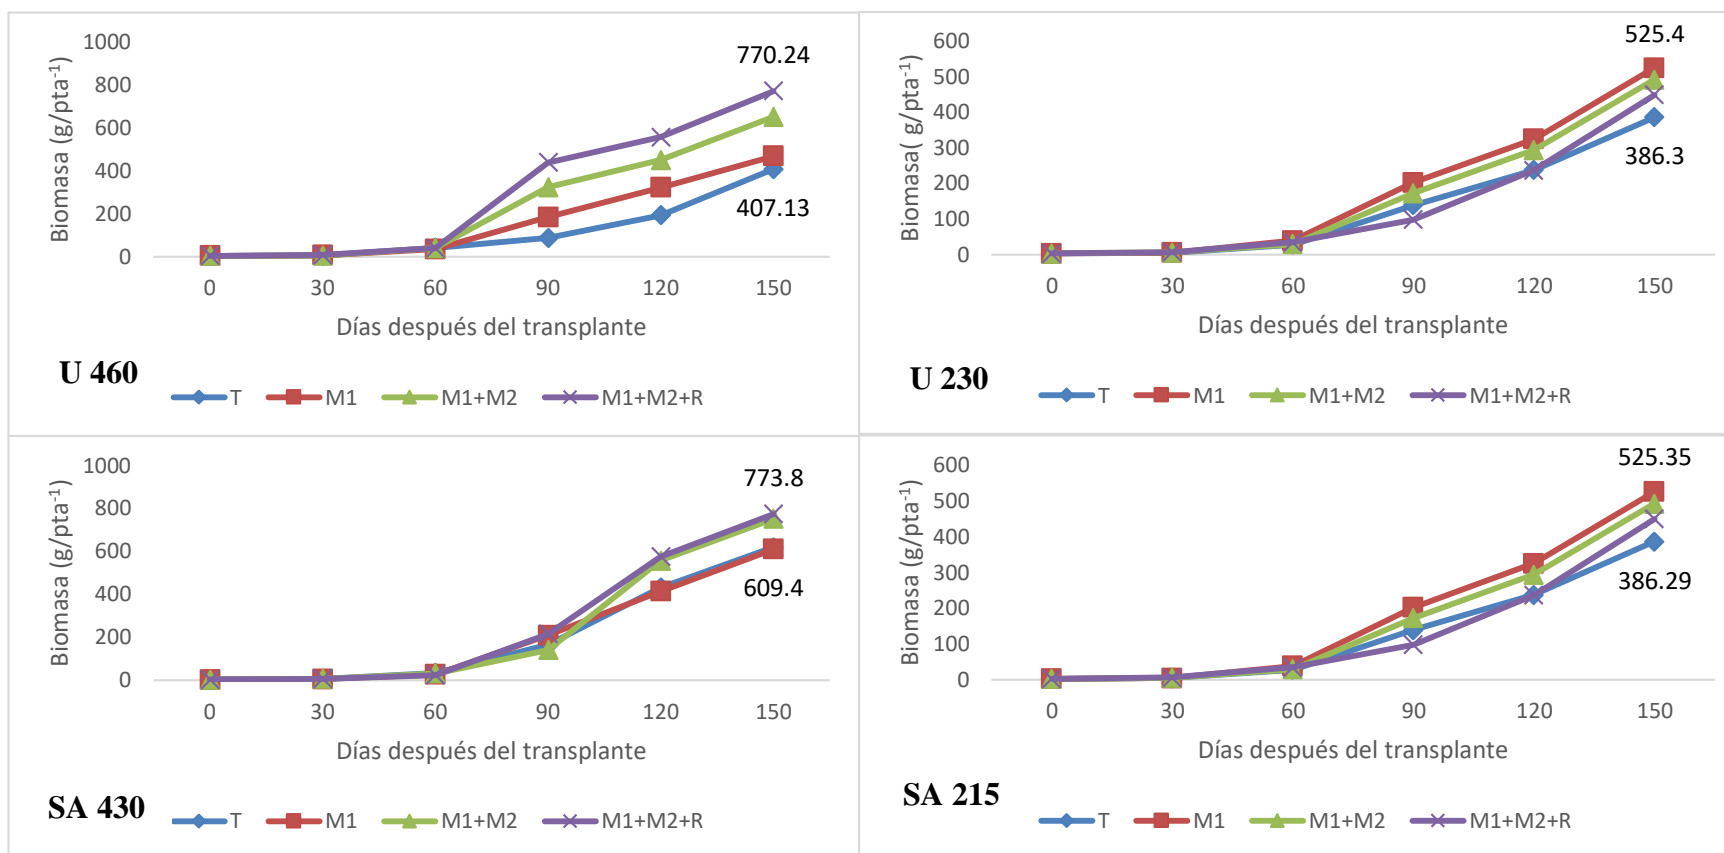 Biomasa (g/pta-1)
1000
800
600
400
200
0
770.24
407.13
0 30 60 90 120 150
Días después del transplante
U 460
T M1 M1+M2 M1+M2+R
Biomasa( g/pta-1)
600
500
400
300
200
100
0
525.4
386.3
0 30 60 90 120 150
Días después del transplante
U 230
T M1 M1+M2 M1+M2+R
Biomasa (g/pta-1)
1000
800
600
400
200
0
773.8
609.4
0 30 60 90 120 150
Días después del transplante
SA 430
T M1 M1+M2 M1+M2+R
Biomasa (g/pta-1)
600
500
400
300
200
100
0
525.35
386.29
0 30 60 90 120 150
Días después del transplante
SA 215
T M1 M1+M2 M1+M2+R